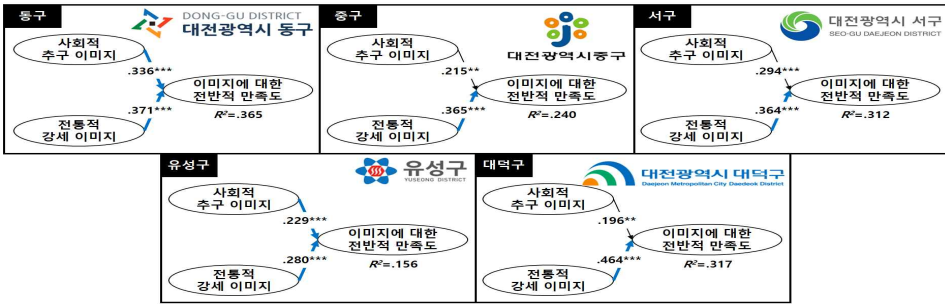 동구
DONG-GU DISTRICT
대전광역시 동구
사회적
추구 이미지
.336***
이미지에 대한
전반적 만족도
.371***
R²=.365
전통적
강세 이미지
중구
대전광역시중구
사회적
추구 이미지
.215**
이미지에 대한
전반적 만족도
.365***
R²=.240
전통적
강세 이미지
서구
대전광역시 서구
SEO-GU DAEJEON DISTRICT
사회적
추구 이미지
.294***
이미지에 대한
전반적 만족도
.364***
R²=.312
전통적
강세 이미지
유성구
유성구
YUSEONG DISTRICT
사회적
추구 이미지
.229***
이미지에 대한
전반적 만족도
.280***
R²=.156
전통적
강세 이미지
대덕구
대전광역시 대덕구
Daejeon Metropolitan City Daedeok District
사회적
추구 이미지
.196**
이미지에 대한
전반적 만족도
.464***
R²=.317
전통적
강세 이미지